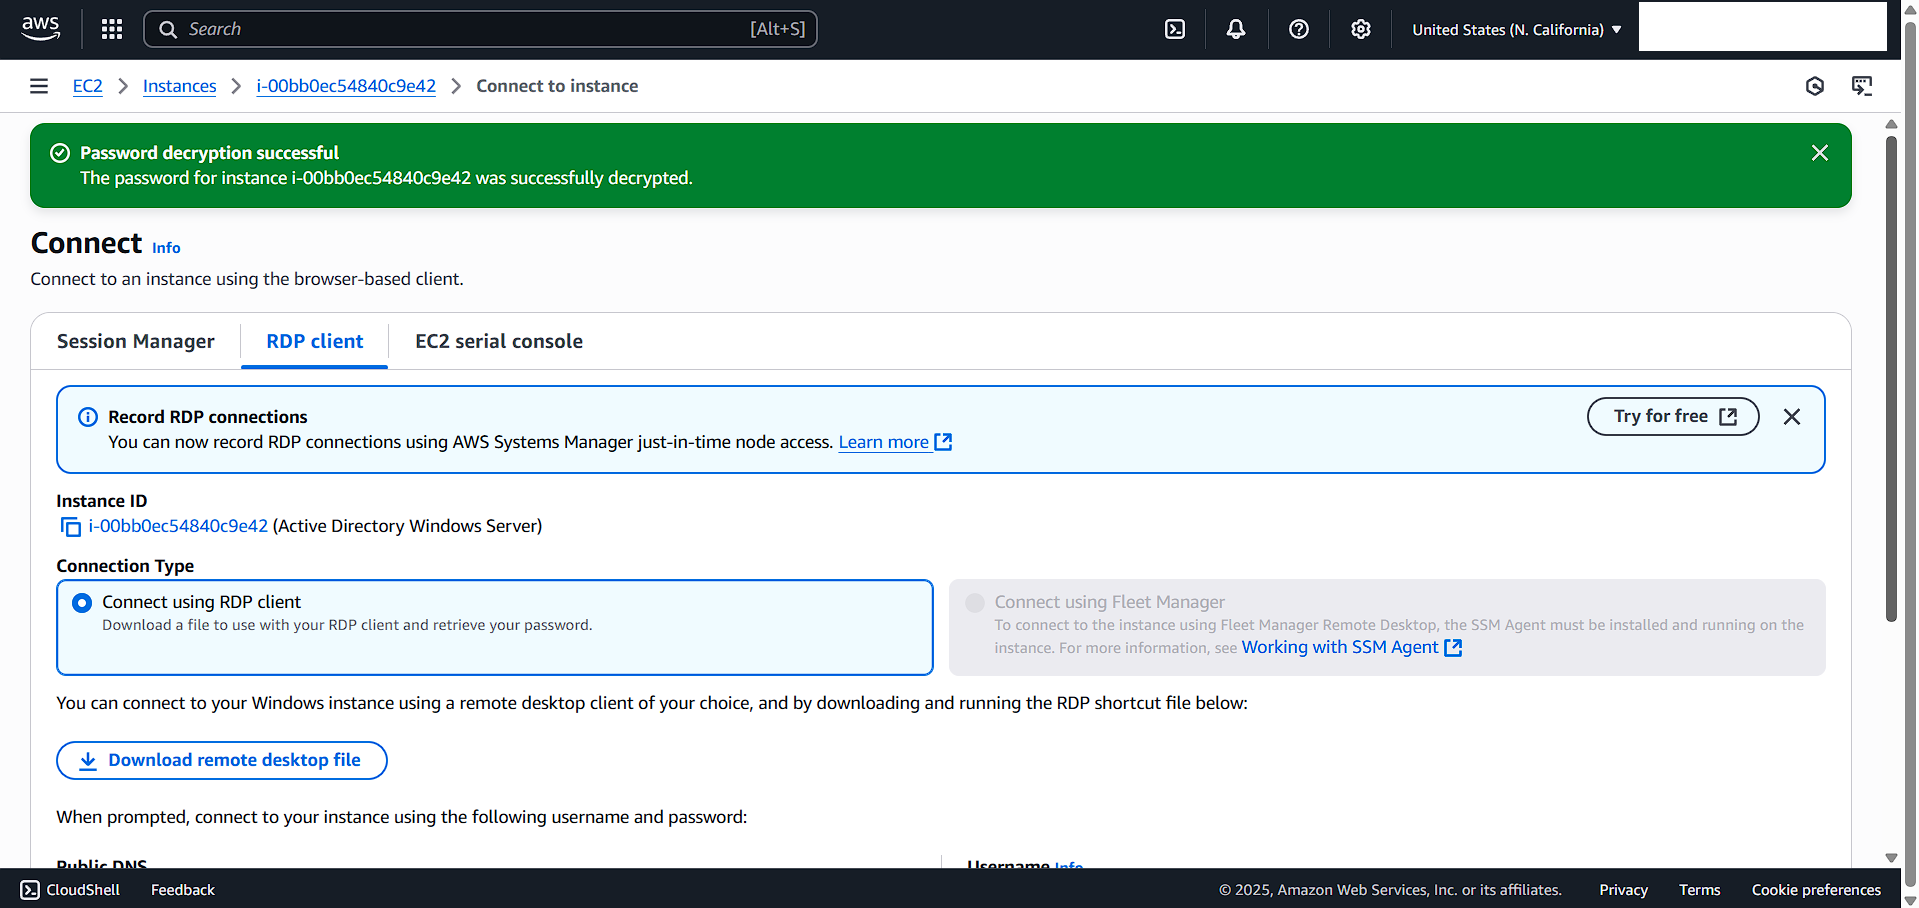 aws
Search
[Alt+S]
United States (N. California)
EC2
Instances
i-00bb0ec54840c9e42
Connect to instance
Password decryption successful
The password for instance i-00bb0ec54840c9e42 was successfully decrypted.
Connect Info
Connect to an instance using the browser-based client.
Session Manager
RDP client
EC2 serial console
Record RDP connections
You can now record RDP connections using AWS Systems Manager just-in-time node access. Learn more
Try for free
Instance ID
i-00bb0ec54840c9e42 (Active Directory Windows Server)
Connection Type
Connect using RDP client
Download a file to use with your RDP client and retrieve your password.
Connect using Fleet Manager
To connect to the instance using Fleet Manager Remote Desktop, the SSM Agent must be installed and running on the
instance. For more information, see Working with SSM Agent
You can connect to your Windows instance using a remote desktop client of your choice, and by downloading and running the RDP shortcut file below:
Download remote desktop file
When prompted, connect to your instance using the following username and password:
Public DNS
Username Info
CloudShell
Feedback
© 2025, Amazon Web Services, Inc. or its affiliates.
Privacy
Terms
Cookie preferences